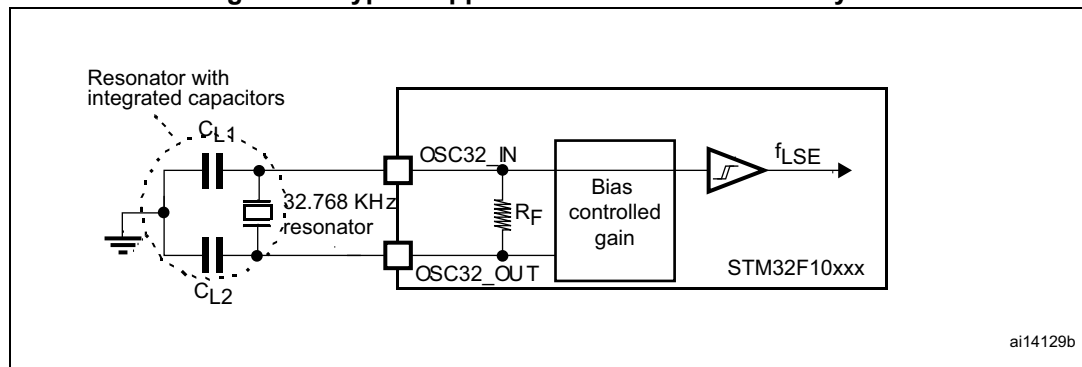 Resonator with
integrated capacitors
CL1
OSC32_IN
fLSE
32.768 KHz
resonator
RF
Bias
controlled
gain
OSC32_OUT
STM32F10xxx
CL2
ai14129b